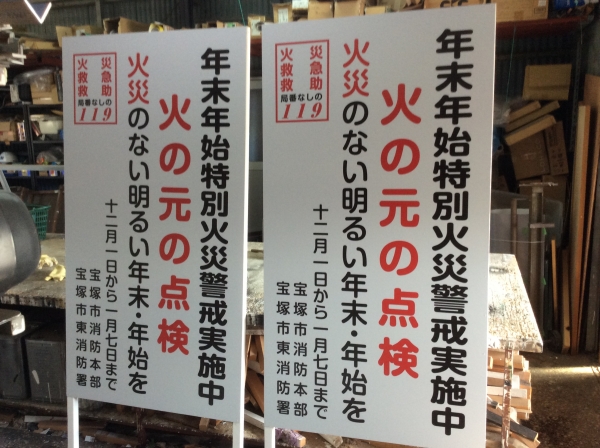 年末年始特別火災警戒実施中
火の元の点検
火災のない明るい年末・年始を
十二月一日から一月七日まで
宝塚市消防本部
宝塚市東消防署
火災
救急
救助
局番なしの
119
年末年始特別火災警戒実施中
火の元の点検
火災のない明るい年末・年始を
十二月一日から一月七日まで
宝塚市消防本部
宝塚市東消防署
火災
救急
救助
局番なしの
119